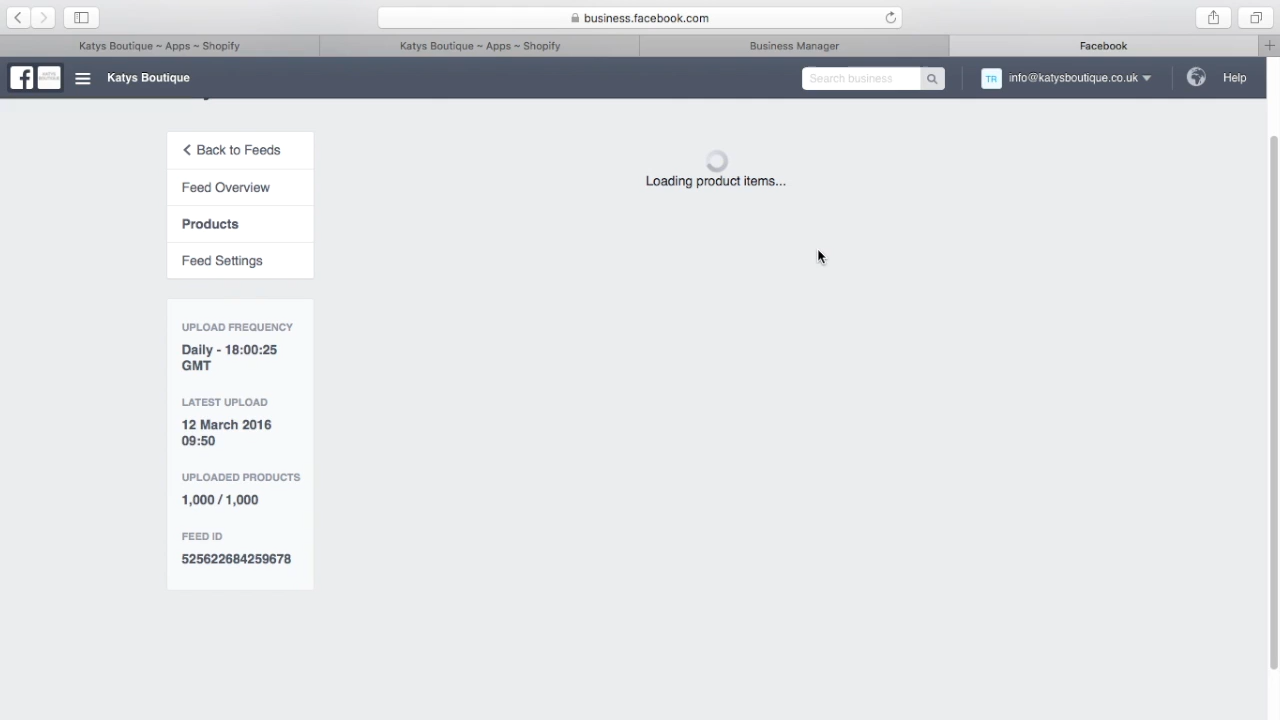 business.facebook.com
Katys Boutique ~ Apps ~ Shopify
Katys Boutique ~ Apps ~ Shopify
Business Manager
Facebook
Katys Boutique
Search business
TR
info@katysboutique.co.uk
Help
Back to Feeds
Feed Overview
Products
Feed Settings
Loading product items...
UPLOAD FREQUENCY
Daily - 18:00:25
GMT
LATEST UPLOAD
12 March 2016
09:50
UPLOADED PRODUCTS
1,000 / 1,000
FEED ID
525622684259678